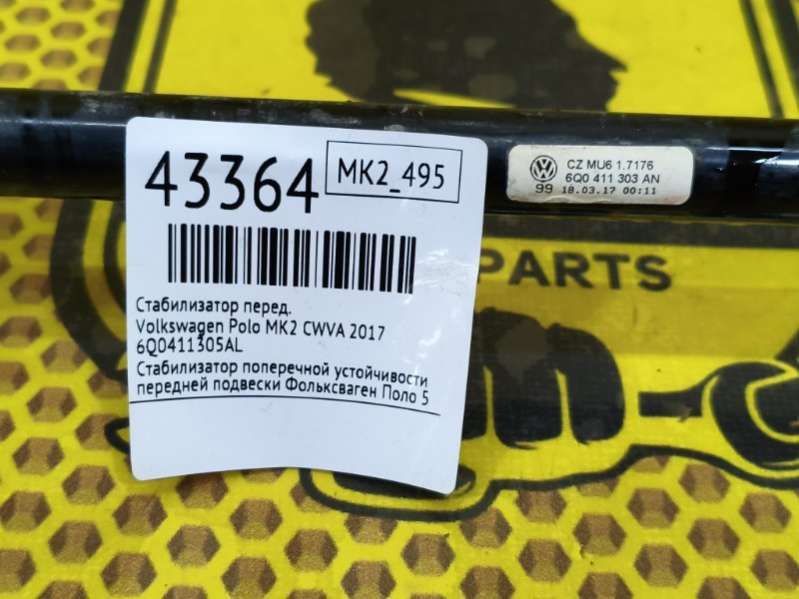 43364
MK2_495
Стабилизатор перед.
Volkswagen Polo MK2 CWVA 2017
6Q0411305AL
Стабилизатор поперечной устойчивости
передней подвески Фольксваген Поло 5
CZ MU6 1.7176
6Q0 411 303 AN
99 18.03.17 00:11
PARTS